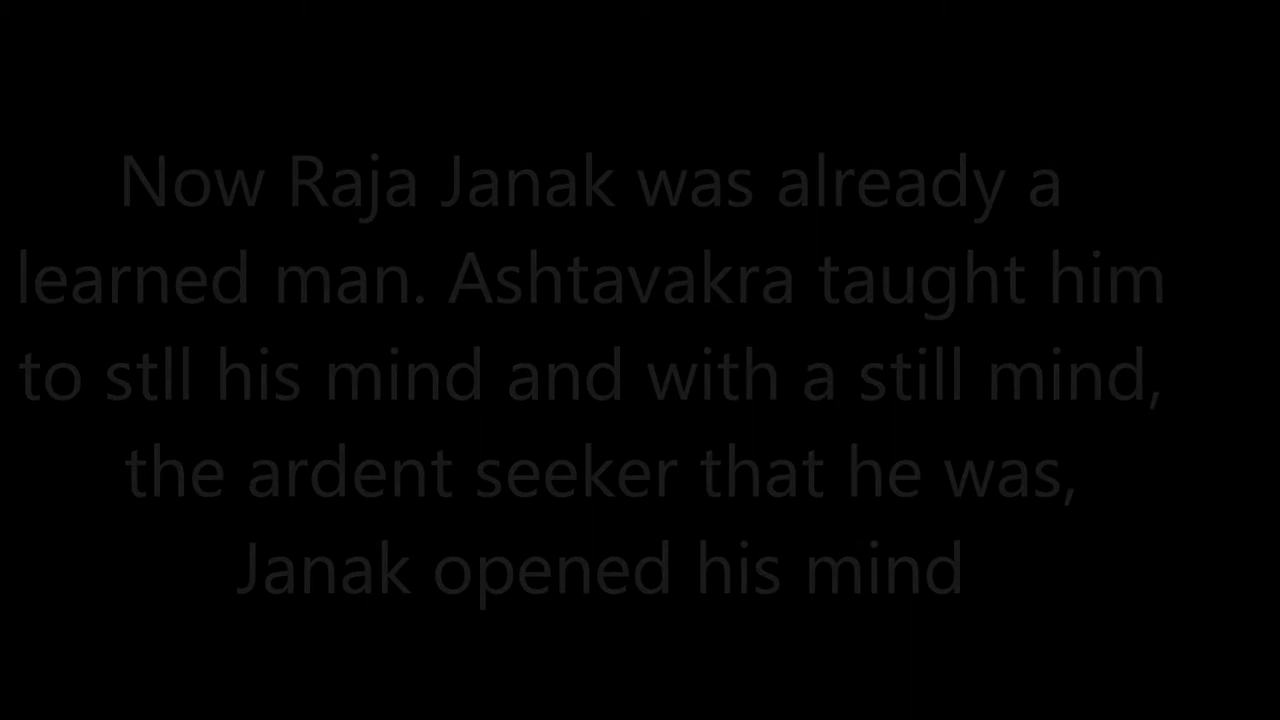 Now Raja Janak was already a
learned man. Ashtavakra taught him
to stll his mind and with a still mind,
the ardent seeker that he was,
Janak opened his mind